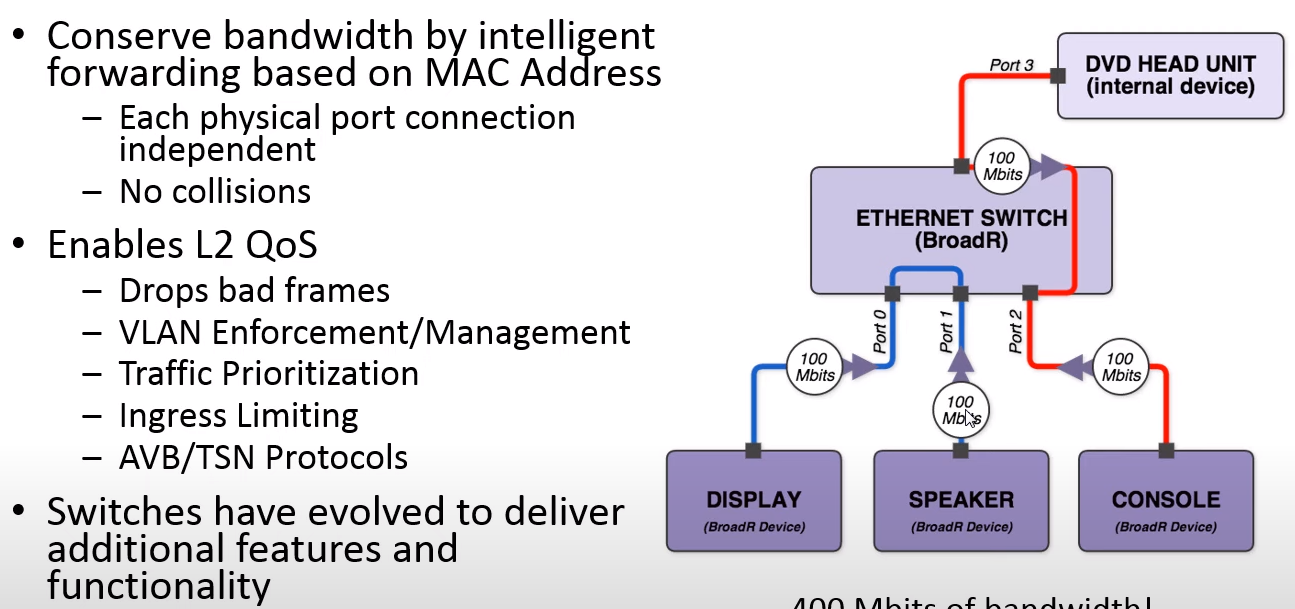 • Conserve bandwidth by intelligent
forwarding based on MAC Address
– Each physical port connection
independent
– No collisions
• Enables L2 QoS
– Drops bad frames
– VLAN Enforcement/Management
– Traffic Prioritization
– Ingress Limiting
– AVB/TSN Protocols
• Switches have evolved to deliver
additional features and
functionality
Port 3
DVD HEAD UNIT
(internal device)
100
Mbits
ETHERNET SWITCH
(BroadR)
Port 0
Port 1
Port 2
100
Mbits
100
Mbits
100
Mbits
DISPLAY
(BroadR Device)
SPEAKER
(BroadR Device)
CONSOLE
(BroadR Device)
400 Mbits of bandwidth!